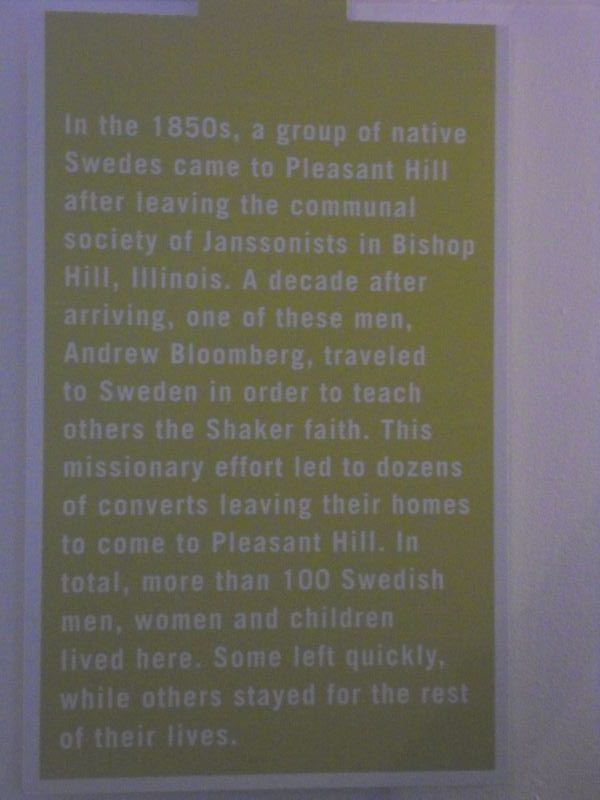 In the 1850s, a group of native
Swedes came to Pleasant Hill
after leaving the communal
society of Janssonists in Bishop
Hill, Illinois. A decade after
arriving, one of these men,
Andrew Bloomberg, traveled
to Sweden in order to teach
others the Shaker faith. This
missionary effort led to dozens
of converts leaving their homes
to come to Pleasant Hill. In
total, more than 100 Swedish
men, women and children
lived here. Some left quickly,
while others stayed for the rest
of their lives.